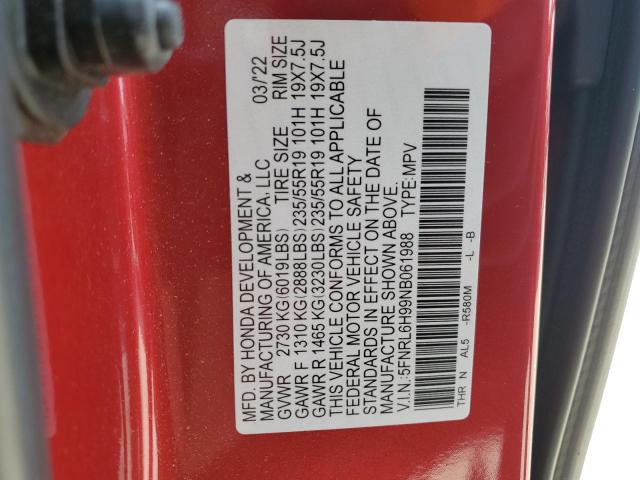 MFD. BY HONDA DEVELOPMENT &
MANUFACTURING OF AMERICA, LLC 03/'22
GVWR 2730 KG(6019LBS) TIRE SIZE RIM SIZE
GAWR F 1310 KG(2888LBS)235/55R19 101H 19X7.5J
GAWR R 1465 KG(3230LBS)235/55R19 101H 19X7.5J
THIS VEHICLE CONFORMS TO ALL APPLICABLE
FEDERAL MOTOR VEHICLE SAFETY
STANDARDS IN EFFECT ON THE DATE OF
MANUFACTURE SHOWN ABOVE.
V.I.N.:5FNRL6H99NB061988 TYPE:MPV
THR N AL5 -R580M -L -B